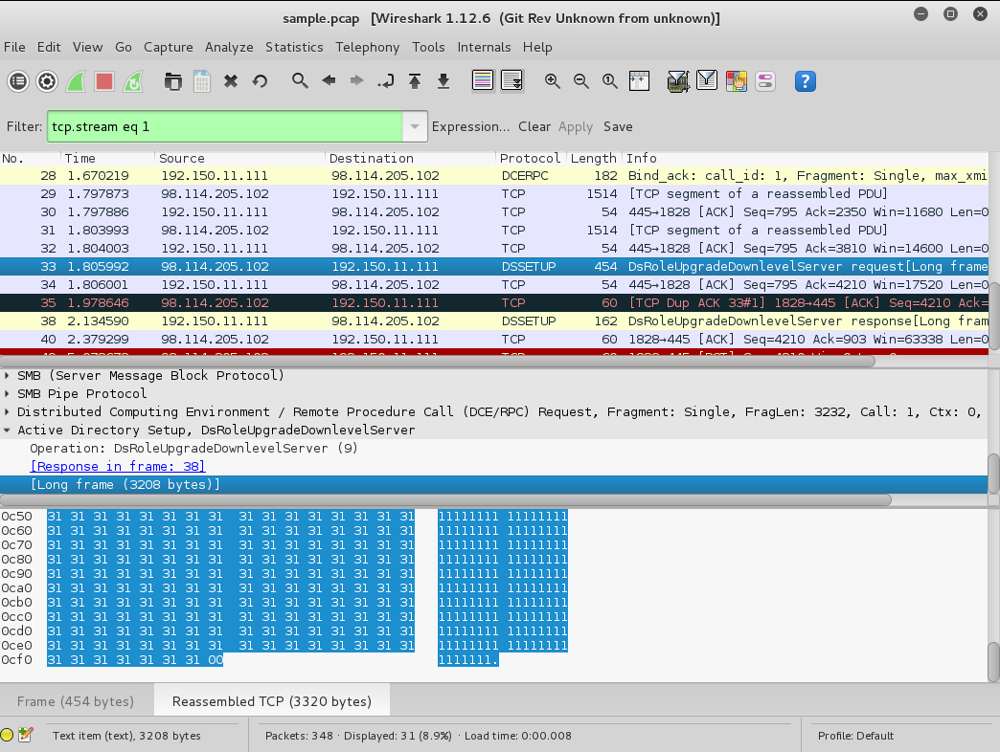 sample.pcap [Wireshark 1.12.6 (Git Rev Unknown from unknown)]
File Edit View Go Capture Analyze Statistics Telephony Tools Internals Help
Filter: tcp.stream eq 1 Expression... Clear Apply Save
No. Time Source Destination Protocol Length Info
28 1.670219 192.150.11.111 98.114.205.102 DCERPC 182 Bind_ack: call_id: 1, Fragment: Single, max_xmi
29 1.797873 98.114.205.102 192.150.11.111 TCP 1514 [TCP segment of a reassembled PDU]
30 1.797886 192.150.11.111 98.114.205.102 TCP 54 445→1828 [ACK] Seq=795 Ack=2350 Win=11680 Len=0
31 1.803993 98.114.205.102 192.150.11.111 TCP 1514 [TCP segment of a reassembled PDU]
32 1.804003 192.150.11.111 98.114.205.102 TCP 54 445→1828 [ACK] Seq=795 Ack=3810 Win=14600 Len=0
33 1.805992 98.114.205.102 192.150.11.111 DSSETUP 454 DsRoleUpgradeDownlevelServer request[Long frame
34 1.806001 192.150.11.111 98.114.205.102 TCP 54 445→1828 [ACK] Seq=795 Ack=4210 Win=17520 Len=0
35 1.978646 98.114.205.102 192.150.11.111 TCP 60 [TCP Dup ACK 33#1] 1828→445 [ACK] Seq=4210 Ack=
38 2.134590 192.150.11.111 98.114.205.102 DSSETUP 162 DsRoleUpgradeDownlevelServer response[Long fram
40 2.379299 98.114.205.102 192.150.11.111 TCP 60 1828→445 [ACK] Seq=4210 Ack=903 Win=63338 Len=0
SMB (Server Message Block Protocol)
SMB Pipe Protocol
Distributed Computing Environment / Remote Procedure Call (DCE/RPC) Request, Fragment: Single, FragLen: 3232, Call: 1, Ctx: 0,
Active Directory Setup, DsRoleUpgradeDownlevelServer
Operation: DsRoleUpgradeDownlevelServer (9)
[Response in frame: 38]
[Long frame (3208 bytes)]
0c50 31 31 31 31 31 31 31 31 31 31 31 31 31 31 31 31 11111111 11111111
0c60 31 31 31 31 31 31 31 31 31 31 31 31 31 31 31 31 11111111 11111111
0c70 31 31 31 31 31 31 31 31 31 31 31 31 31 31 31 31 11111111 11111111
0c80 31 31 31 31 31 31 31 31 31 31 31 31 31 31 31 31 11111111 11111111
0c90 31 31 31 31 31 31 31 31 31 31 31 31 31 31 31 31 11111111 11111111
0ca0 31 31 31 31 31 31 31 31 31 31 31 31 31 31 31 31 11111111 11111111
0cb0 31 31 31 31 31 31 31 31 31 31 31 31 31 31 31 31 11111111 11111111
0cc0 31 31 31 31 31 31 31 31 31 31 31 31 31 31 31 31 11111111 11111111
0cd0 31 31 31 31 31 31 31 31 31 31 31 31 31 31 31 31 11111111 11111111
0ce0 31 31 31 31 31 31 31 31 31 31 31 31 31 31 31 31 11111111 11111111
0cf0 31 31 31 31 31 31 31 00 1111111.
Frame (454 bytes) Reassembled TCP (3320 bytes)
Text item (text), 3208 bytes Packets: 348 · Displayed: 31 (8.9%) · Load time: 0:00.008 Profile: Default